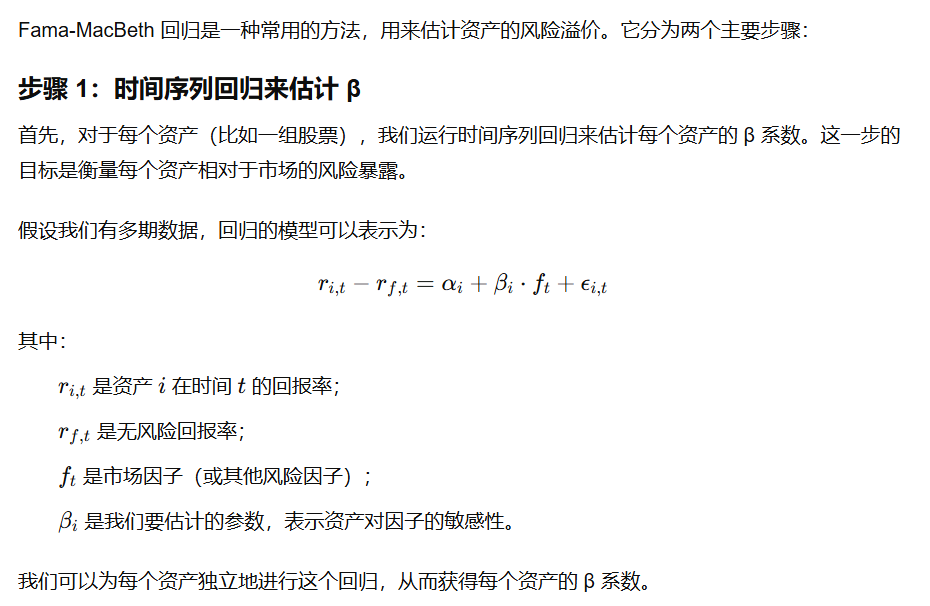 Fama-MacBeth 回归是一种常用的方法，用来估计资产的风险溢价。它分为两个主要步骤：
步骤 1：时间序列回归来估计 β
首先，对于每个资产（比如一组股票），我们运行时间序列回归来估计每个资产的 β 系数。这一步的
目标是衡量每个资产相对于市场的风险暴露。
假设我们有多期数据，回归的模型可以表示为：
r_{i,t} − r_{f,t} = α_i + β_i · f_t + ϵ_{i,t}
其中：
r_{i,t} 是资产 i 在时间 t 的回报率；
r_{f,t} 是无风险回报率；
f_t 是市场因子（或其他风险因子）；
β_i 是我们要估计的参数，表示资产对因子的敏感性。
我们可以为每个资产独立地进行这个回归，从而获得每个资产的 β 系数。